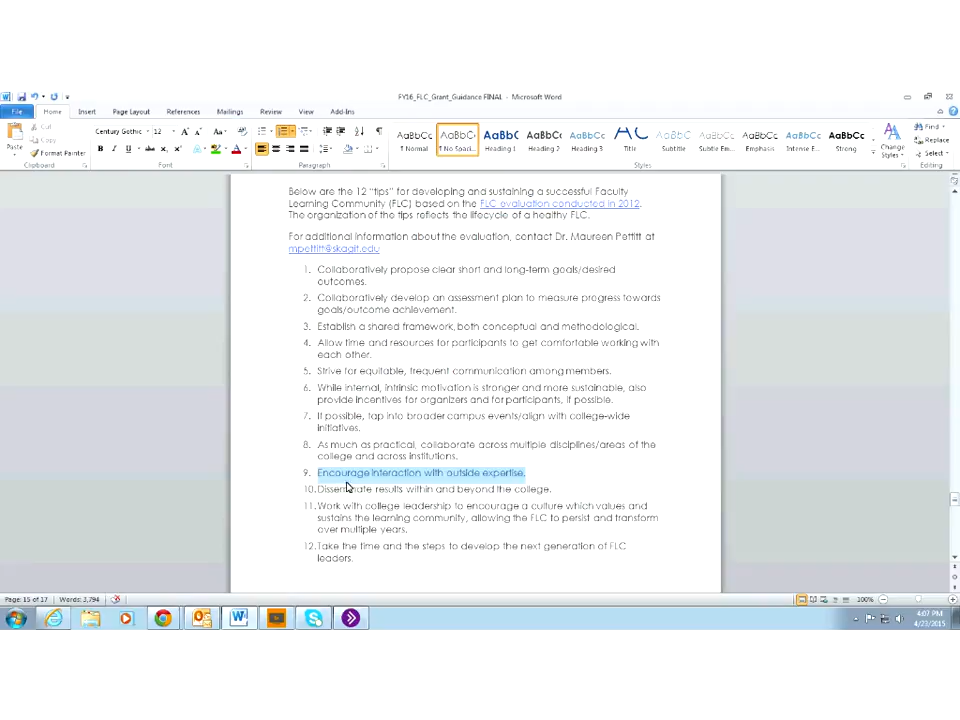 FY16_FLC_Grant_Guidance FINAL - Microsoft Word
File Home Insert Page Layout References Mailings Review View Add-Ins
Cut
Copy
Paste Format Painter
Century Gothic 12
AaBbCc AaBbC AaBbC AaBbCc AaBbCc AaBbCc AaBbCc AaBbCc AaBbCc AaBbCc
¶ Normal ¶ No Spaci... Heading 1 Heading 2 Heading 3 Title Subtitle Subtle Em... Emphasis Intense E... Strong
Change Styles
Find
Replace
Select
Clipboard Font Paragraph Styles Editing
Below are the 12 "tips" for developing and sustaining a successful Faculty
Learning Community (FLC) based on the FLC evaluation conducted in 2012.
The organization of the tips reflects the lifecycle of a healthy FLC.
For additional information about the evaluation, contact Dr. Maureen Pettitt at
mpettitt@skagit.edu
1. Collaboratively propose clear short and long-term goals/desired
outcomes.
2. Collaboratively develop an assessment plan to measure progress towards
goals/outcome achievement.
3. Establish a shared framework, both conceptual and methodological.
4. Allow time and resources for participants to get comfortable working with
each other.
5. Strive for equitable, frequent communication among members.
6. While internal, intrinsic motivation is stronger and more sustainable, also
provide incentives for organizers and for participants, if possible.
7. If possible, tap into broader campus events/align with college-wide
initiatives.
8. As much as practical, collaborate across multiple disciplines/areas of the
college and across institutions.
9. Encourage interaction with outside expertise.
10. Disseminate results within and beyond the college.
11. Work with college leadership to encourage a culture which values and
sustains the learning community, allowing the FLC to persist and transform
over multiple years.
12. Take the time and the steps to develop the next generation of FLC
leaders.
Page: 15 of 17 Words: 3,794 100%
4:07 PM
4/23/2015